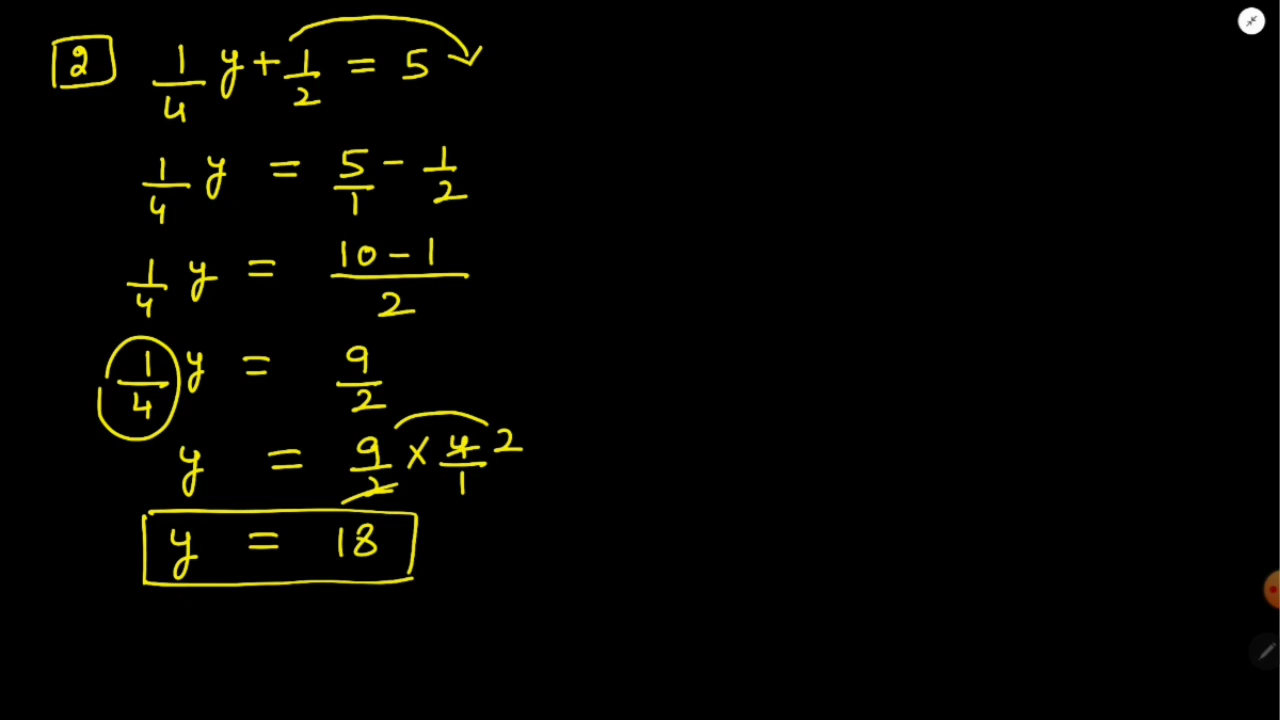 2 1/4 y + 1/2 = 5
1/4 y = 5/1 - 1/2
1/4 y = (10 - 1)/2
1/4 y = 9/2
y = 9/2 × 4/1 2
y = 18